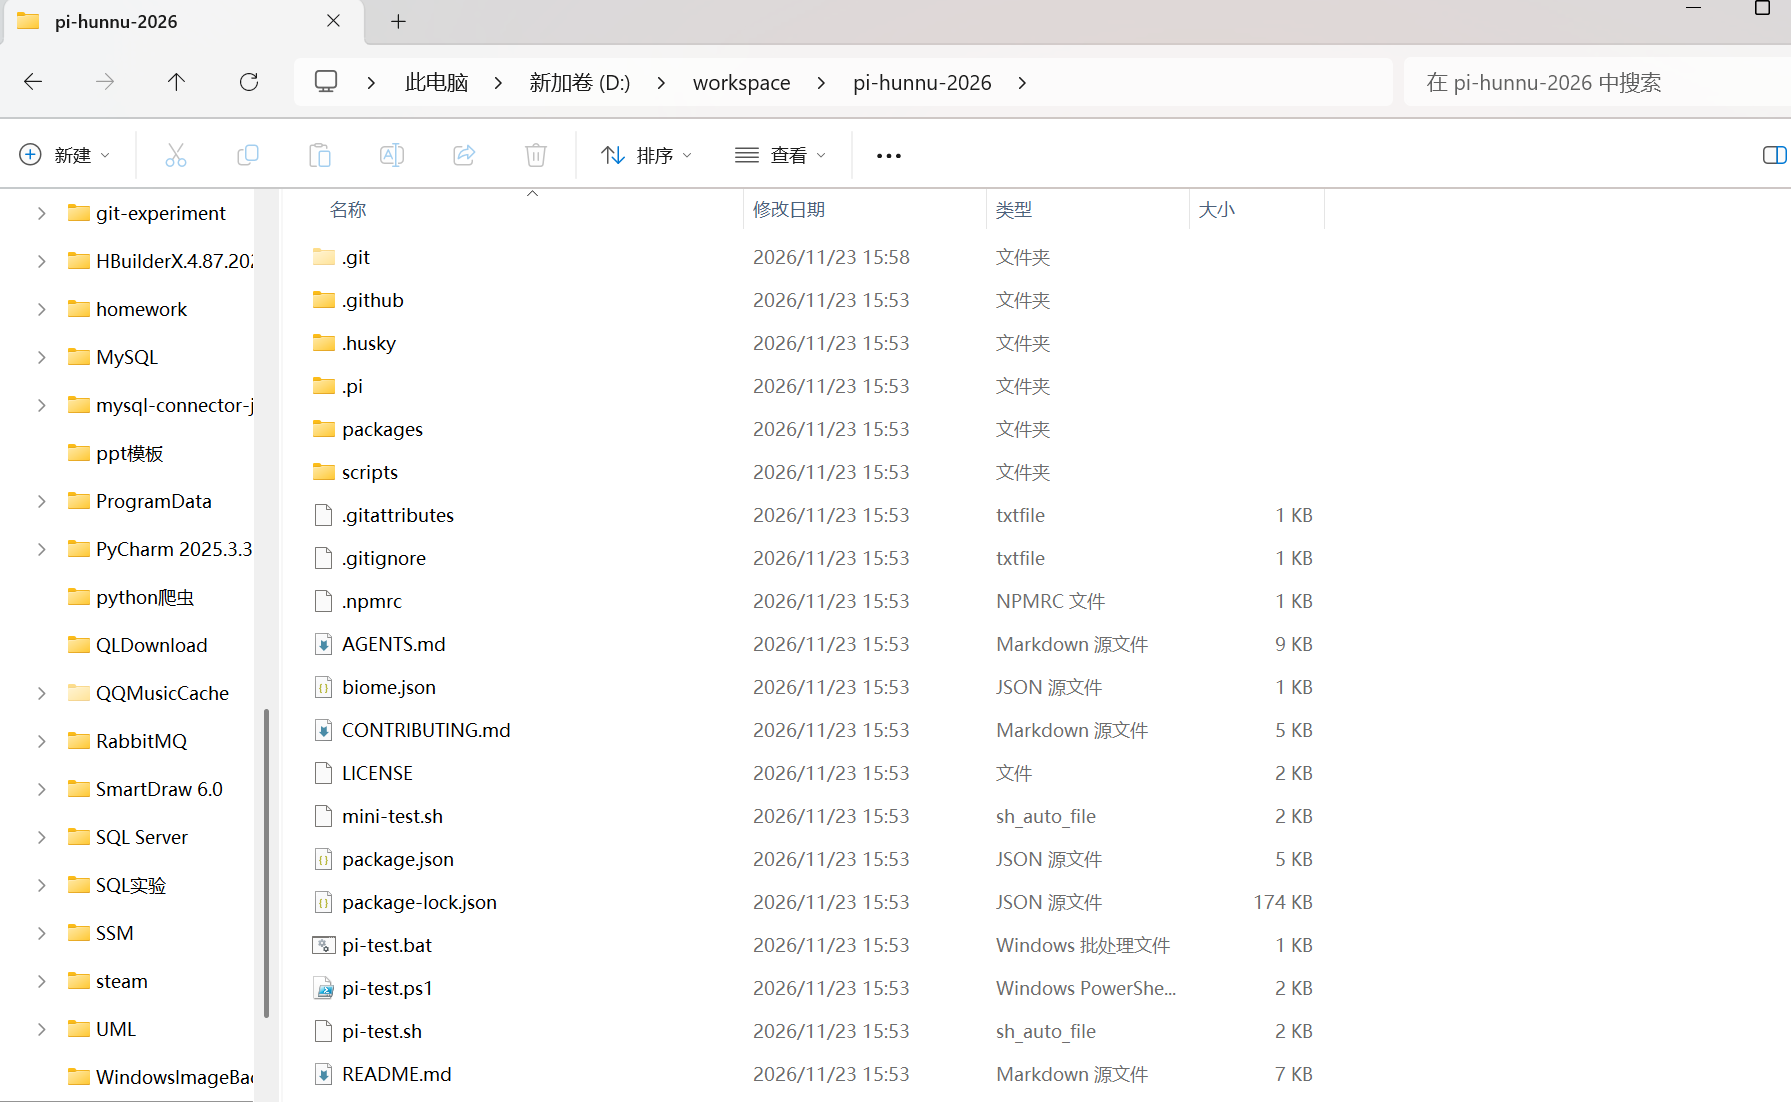 pi-hunnu-2026
此电脑 新加卷 (D:) workspace pi-hunnu-2026
在 pi-hunnu-2026 中搜索
新建 排序 查看
git-experiment
HBuilderX.4.87.202
homework
MySQL
mysql-connector-j
ppt模板
ProgramData
PyCharm 2025.3.3
python爬虫
QLDownload
QQMusicCache
RabbitMQ
SmartDraw 6.0
SQL Server
SQL实验
SSM
steam
UML
WindowsImageBac
名称 修改日期 类型 大小
.git 2026/11/23 15:58 文件夹
.github 2026/11/23 15:53 文件夹
.husky 2026/11/23 15:53 文件夹
.pi 2026/11/23 15:53 文件夹
packages 2026/11/23 15:53 文件夹
scripts 2026/11/23 15:53 文件夹
.gitattributes 2026/11/23 15:53 txtfile 1 KB
.gitignore 2026/11/23 15:53 txtfile 1 KB
.npmrc 2026/11/23 15:53 NPMRC 文件 1 KB
AGENTS.md 2026/11/23 15:53 Markdown 源文件 9 KB
biome.json 2026/11/23 15:53 JSON 源文件 1 KB
CONTRIBUTING.md 2026/11/23 15:53 Markdown 源文件 5 KB
LICENSE 2026/11/23 15:53 文件 2 KB
mini-test.sh 2026/11/23 15:53 sh_auto_file 2 KB
package.json 2026/11/23 15:53 JSON 源文件 5 KB
package-lock.json 2026/11/23 15:53 JSON 源文件 174 KB
pi-test.bat 2026/11/23 15:53 Windows 批处理文件 1 KB
pi-test.ps1 2026/11/23 15:53 Windows PowerShe... 2 KB
pi-test.sh 2026/11/23 15:53 sh_auto_file 2 KB
README.md 2026/11/23 15:53 Markdown 源文件 7 KB